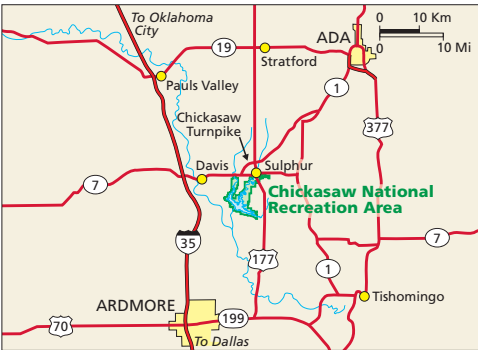 To Oklahoma
City
0 10 Km
0 10 Mi
ADA
19
Stratford
Pauls Valley
1
Chickasaw
Turnpike
377
Davis
Sulphur
7
Chickasaw National
Recreation Area
35
177
7
1
Tishomingo
ARDMORE
70
199
To Dallas